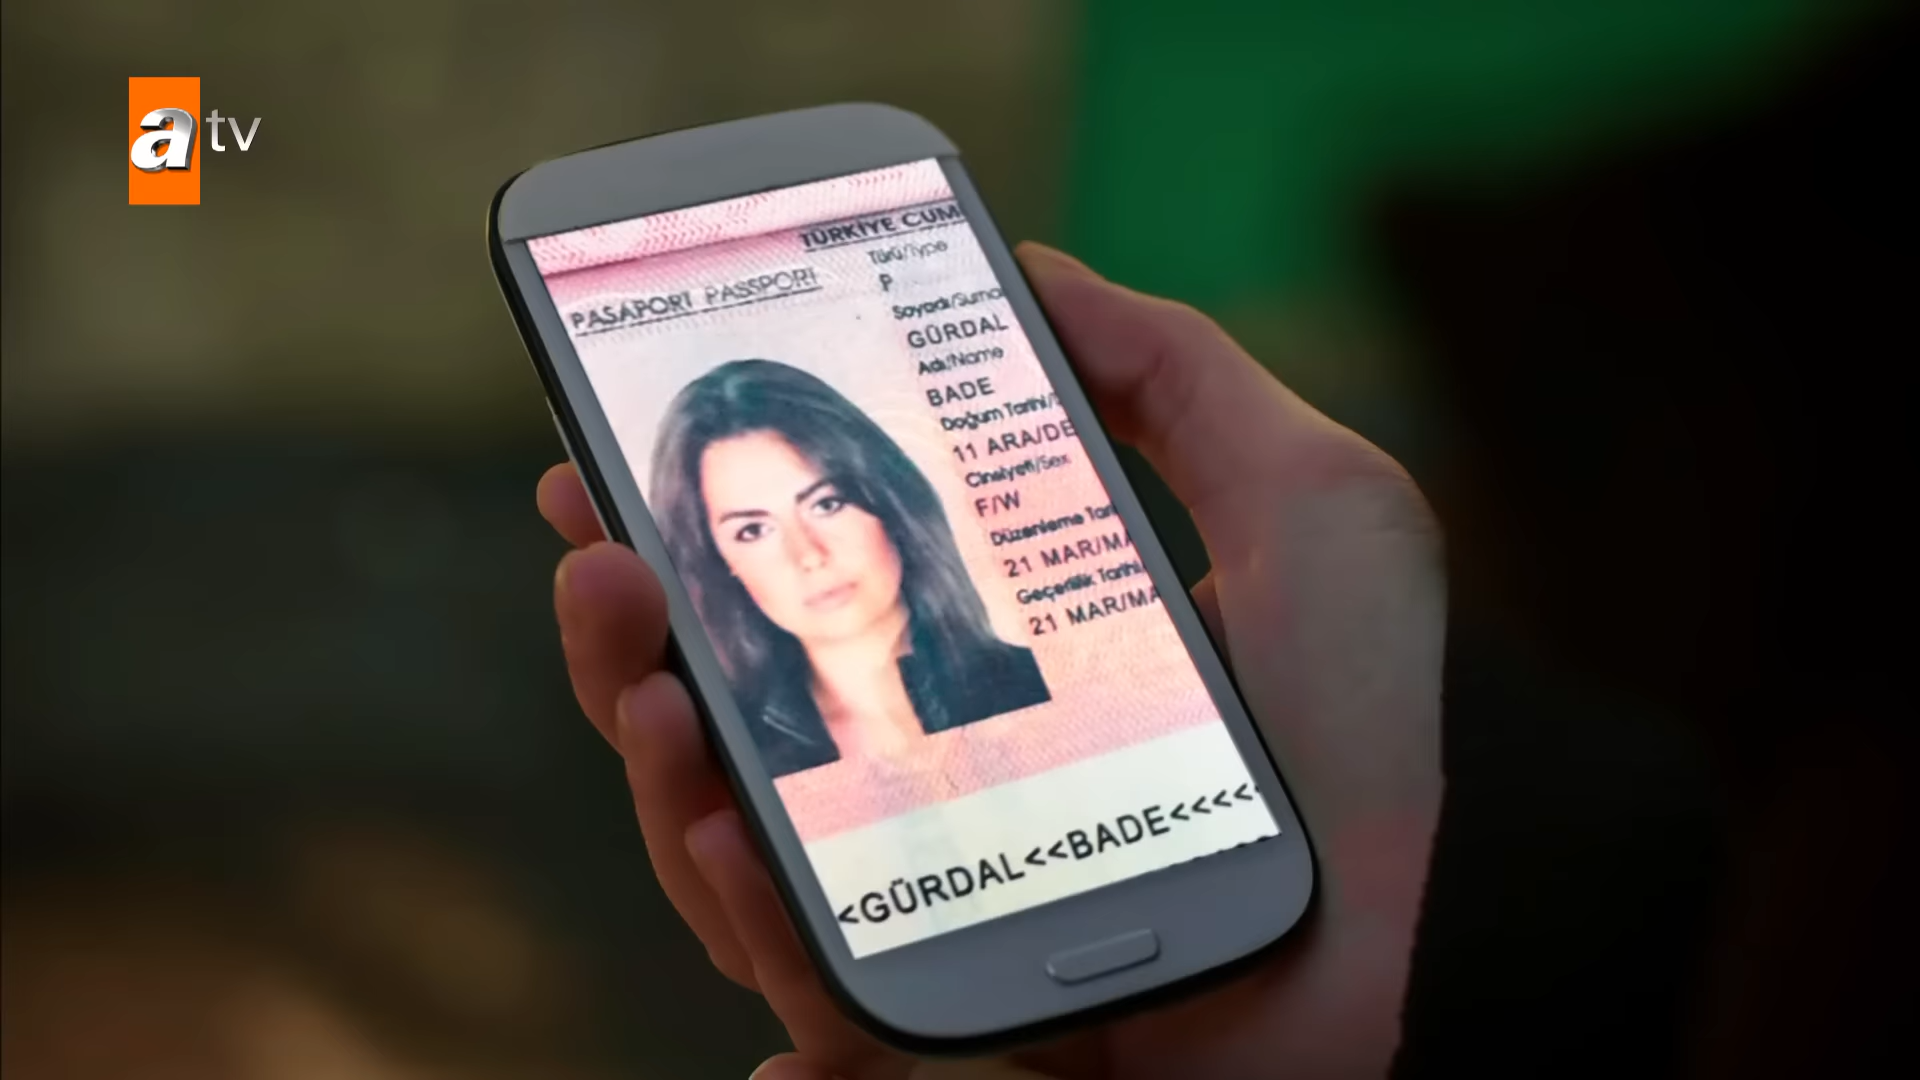 atv
TÜRKİYE CUM
PASAPORT PASSPORT
Türü/Type
P
Soyadı/Surna
GÜRDAL
Adı/Name
BADE
Doğum Tarihi/
11 ARA/DE
Cinsiyeti/Sex
F/W
Düzenleme Tari
21 MAR/MA
Geçerlilik Tarihi/
21 MAR/MA
<GÜRDAL<<BADE<<<<<